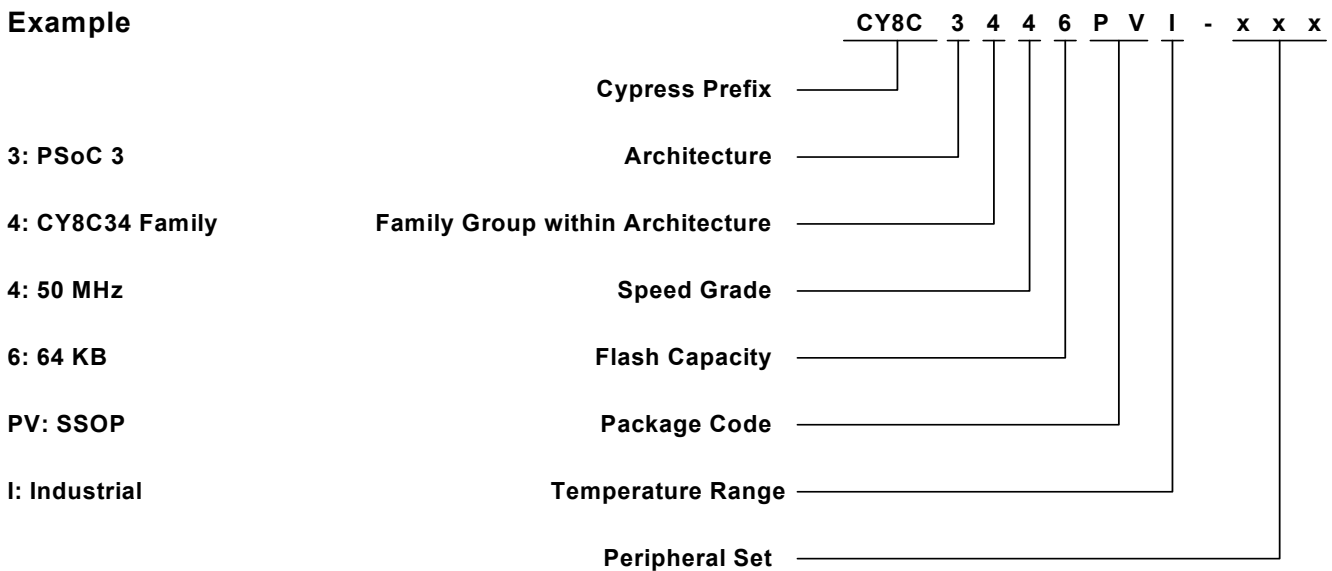 Example CY8C 3 4 4 6 P V I - x x x
Cypress Prefix
3: PSoC 3 Architecture
4: CY8C34 Family Family Group within Architecture
4: 50 MHz Speed Grade
6: 64 KB Flash Capacity
PV: SSOP Package Code
I: Industrial Temperature Range
Peripheral Set